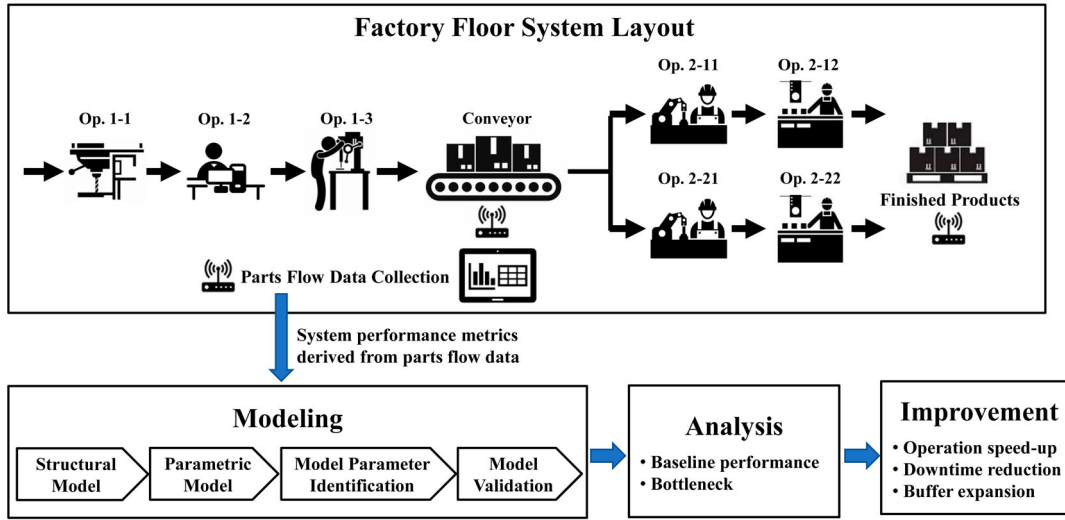 Factory Floor System Layout
Op. 2-11
Op. 2-12
Op. 1-1
Op. 1-2
Op. 1-3
Conveyor
Op. 2-21
Op. 2-22
Finished Products
Parts Flow Data Collection
System performance metrics
derived from parts flow data
Modeling
Structural
Model
Parametric
Model
Model Parameter
Identification
Model
Validation
Analysis
• Baseline performance
• Bottleneck
Improvement
• Operation speed-up
• Downtime reduction
• Buffer expansion